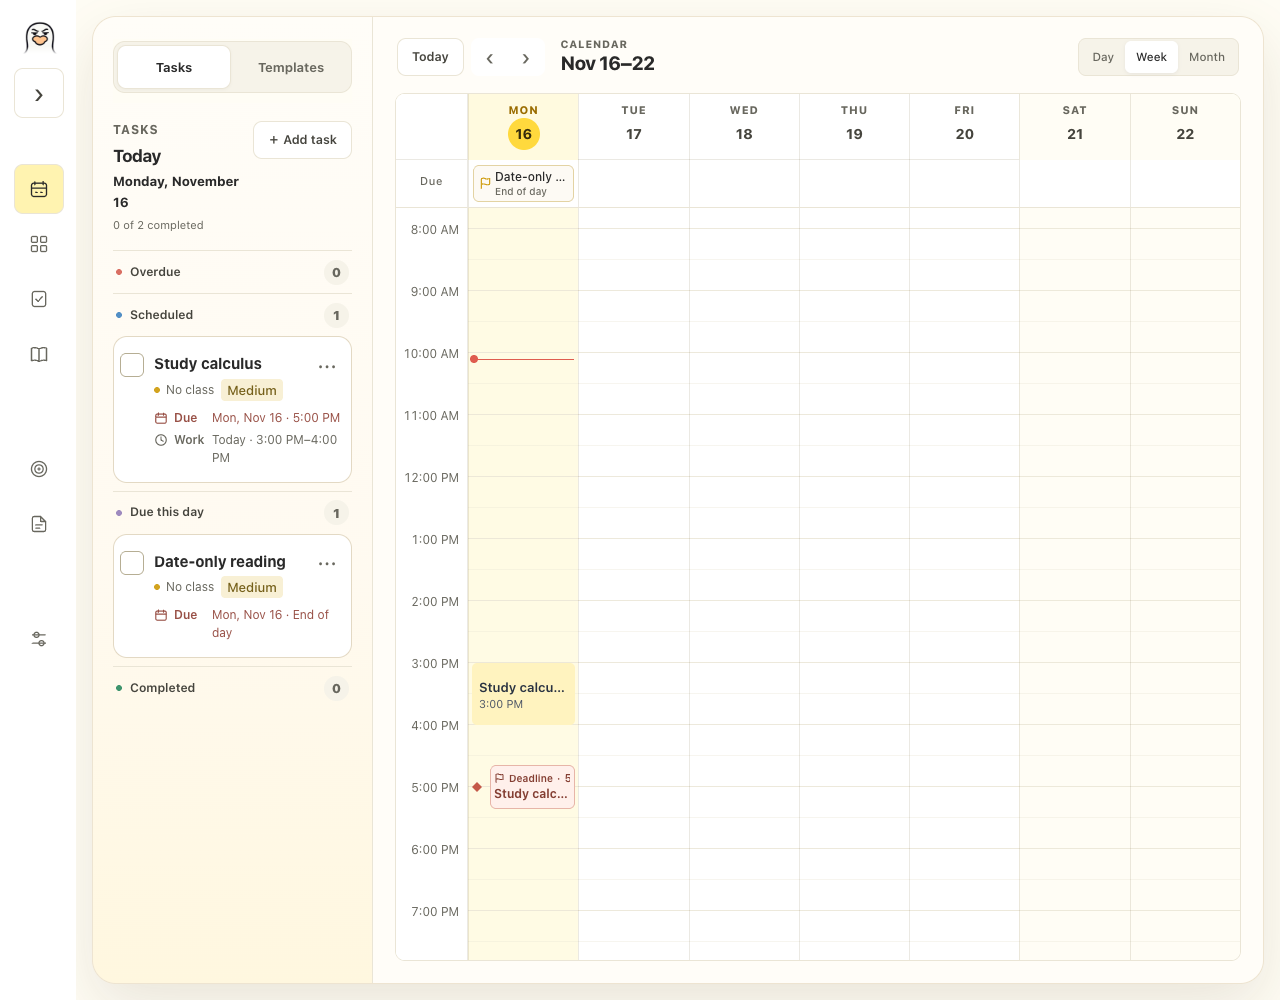 Tasks
Templates
TASKS
Today
Monday, November
16
0 of 2 completed
+ Add task
Overdue
0
Scheduled
1
Study calculus
No class
Medium
Due
Mon, Nov 16 · 5:00 PM
Work
Today · 3:00 PM–4:00
PM
Due this day
1
Date-only reading
No class
Medium
Due
Mon, Nov 16 · End of
day
Completed
0
Today
CALENDAR
Nov 16–22
Day
Week
Month
MON
16
TUE
17
WED
18
THU
19
FRI
20
SAT
21
SUN
22
Due
Date-only ...
End of day
8:00 AM
9:00 AM
10:00 AM
11:00 AM
12:00 PM
1:00 PM
2:00 PM
3:00 PM
Study calcu...
3:00 PM
4:00 PM
5:00 PM
Deadline · 5
Study calc...
6:00 PM
7:00 PM